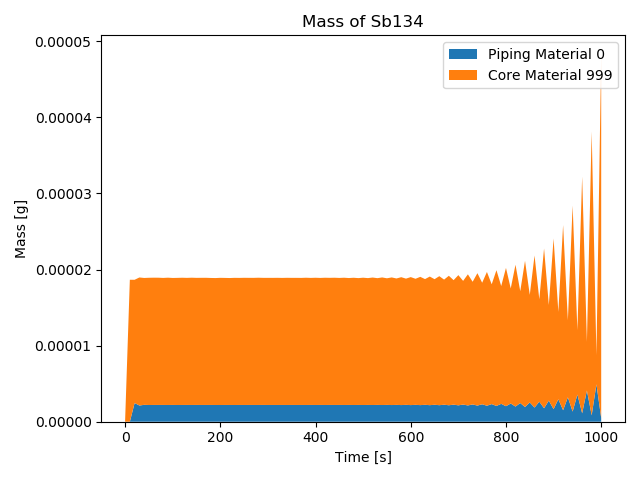 Mass of Sb134
Piping Material 0
Core Material 999
Mass [g]
0.00005
0.00004
0.00003
0.00002
0.00001
0.00000
0
200
400
600
800
1000
Time [s]